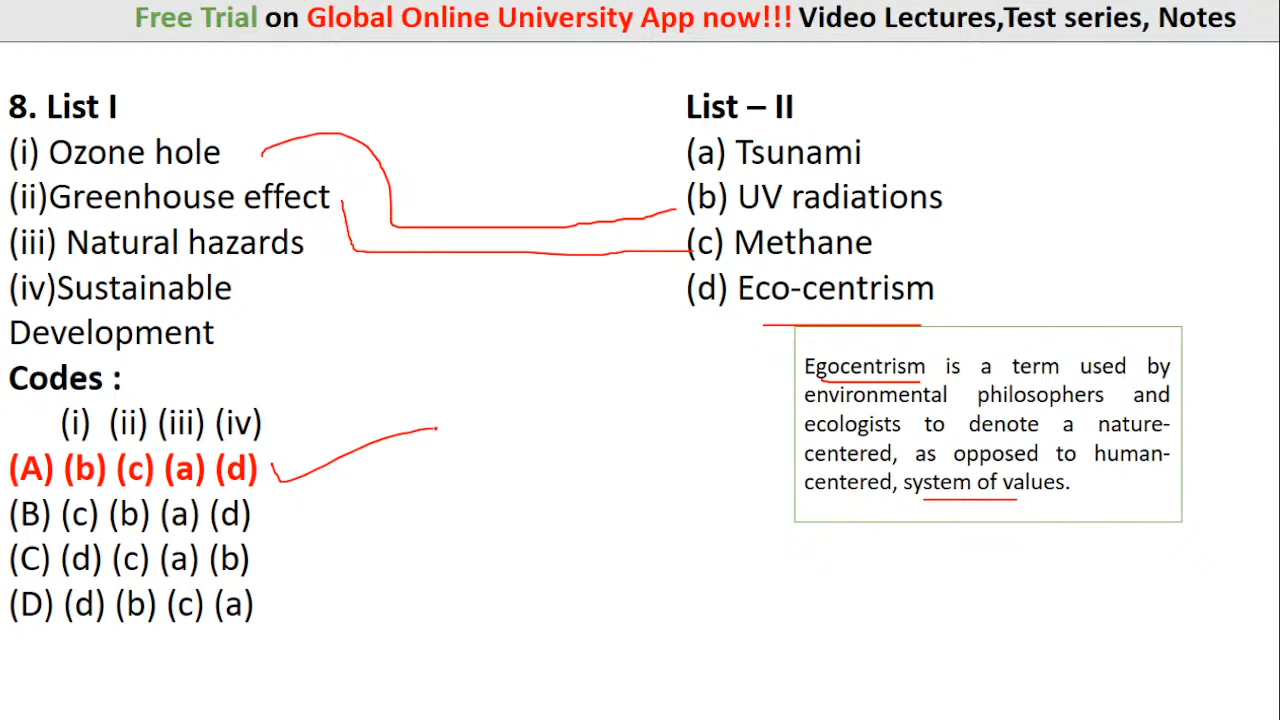 Free Trial on Global Online University App now!!! Video Lectures,Test series, Notes
8. List I
(i) Ozone hole
(ii)Greenhouse effect
(iii) Natural hazards
(iv)Sustainable
Development
Codes :
(i) (ii) (iii) (iv)
(A) (b) (c) (a) (d)
(B) (c) (b) (a) (d)
(C) (d) (c) (a) (b)
(D) (d) (b) (c) (a)
List – II
(a) Tsunami
(b) UV radiations
(c) Methane
(d) Eco-centrism
Egocentrism is a term used by
environmental philosophers and
ecologists to denote a nature-
centered, as opposed to human-
centered, system of values.